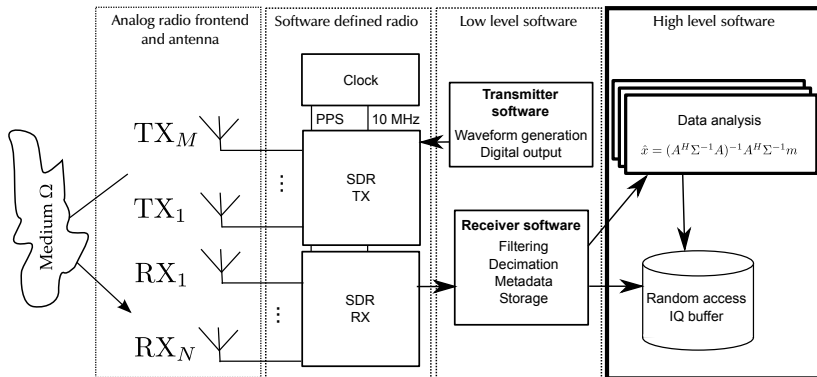 Analog radio frontend
and antenna
Software defined radio
Low level software
High level software
Clock
PPS
10 MHz
TX_M
TX_1
RX_1
RX_N
Medium Ω
...
SDR
TX
...
SDR
RX
Transmitter
software
Waveform generation
Digital output
Receiver software
Filtering
Decimation
Metadata
Storage
Data analysis
x̂ = (A^H Σ^{-1} A)^{-1} A^H Σ^{-1} m
Random access
IQ buffer